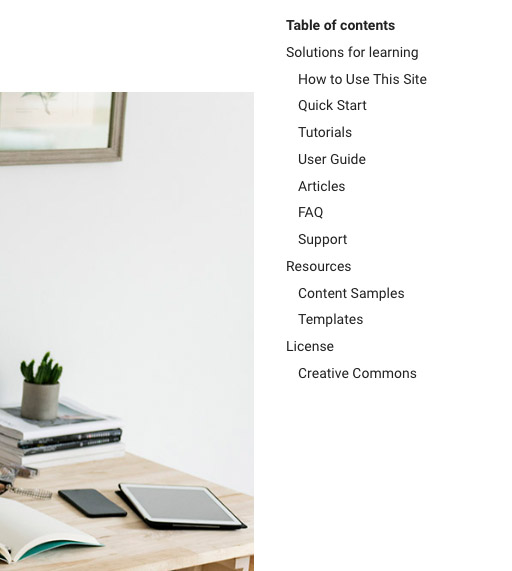 Table of contents
Solutions for learning
How to Use This Site
Quick Start
Tutorials
User Guide
Articles
FAQ
Support
Resources
Content Samples
Templates
License
Creative Commons